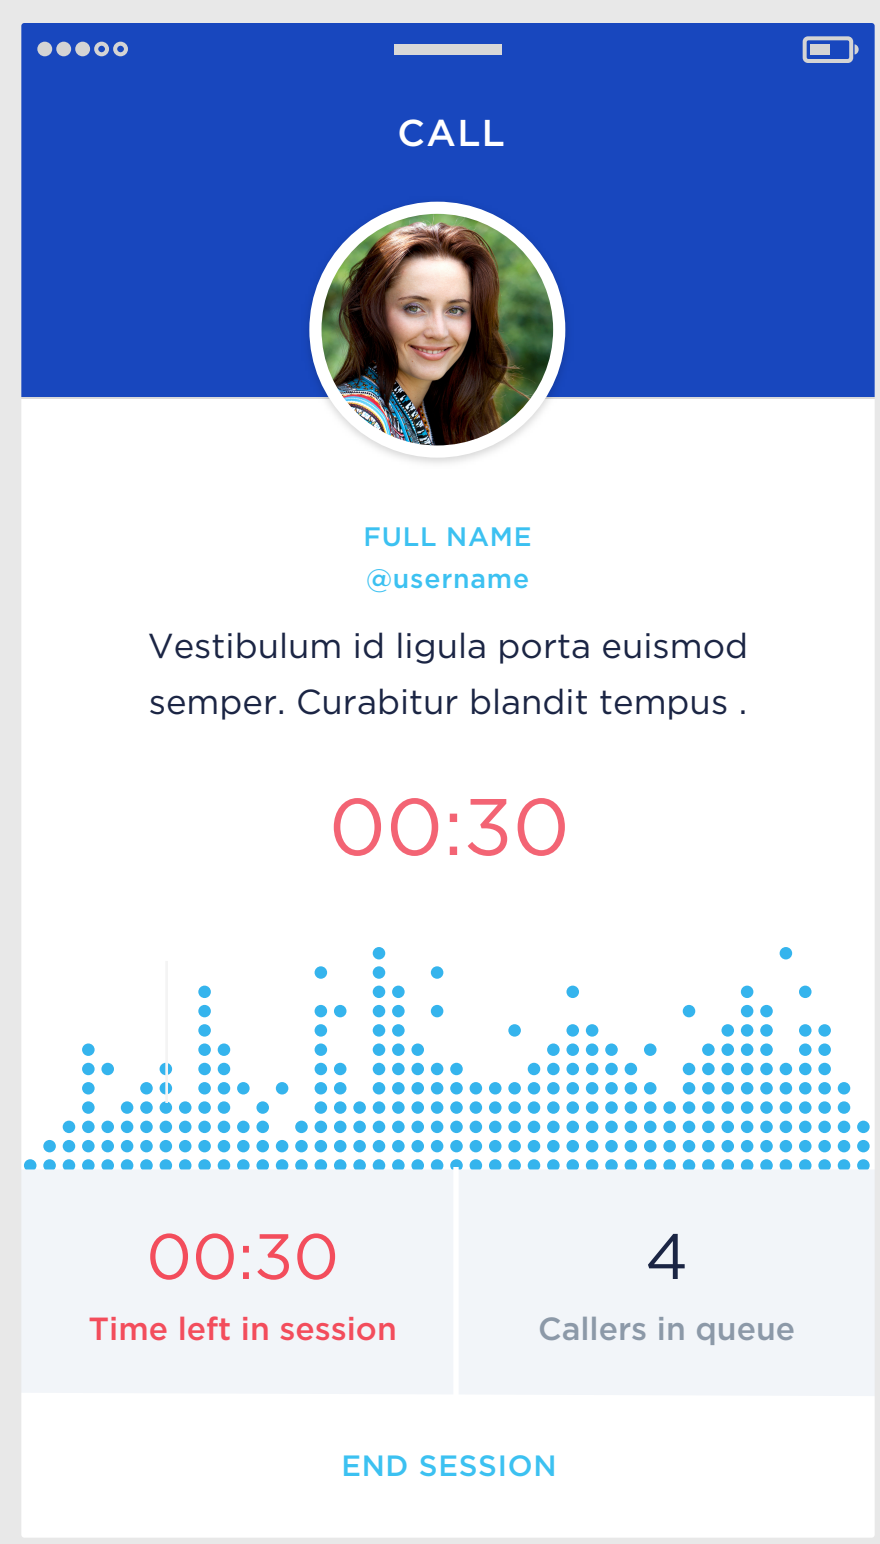 CALL
FULL NAME
@username
Vestibulum id ligula porta euismod
semper. Curabitur blandit tempus .
00:30
00:30
Time left in session
4
Callers in queue
END SESSION